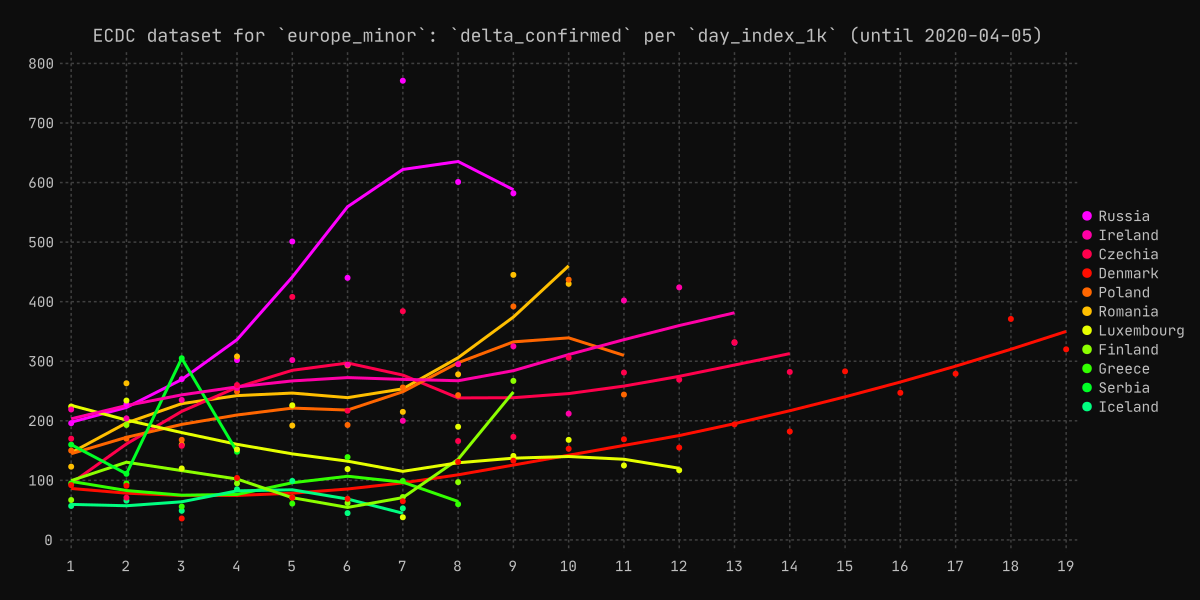 ECDC dataset for `europe_minor`: `delta_confirmed` per `day_index_1k` (until 2020-04-05)
800
700
600
500
400
300
200
100
0
1 2 3 4 5 6 7 8 9 10 11 12 13 14 15 16 17 18 19
Russia
Ireland
Czechia
Denmark
Poland
Romania
Luxembourg
Finland
Greece
Serbia
Iceland